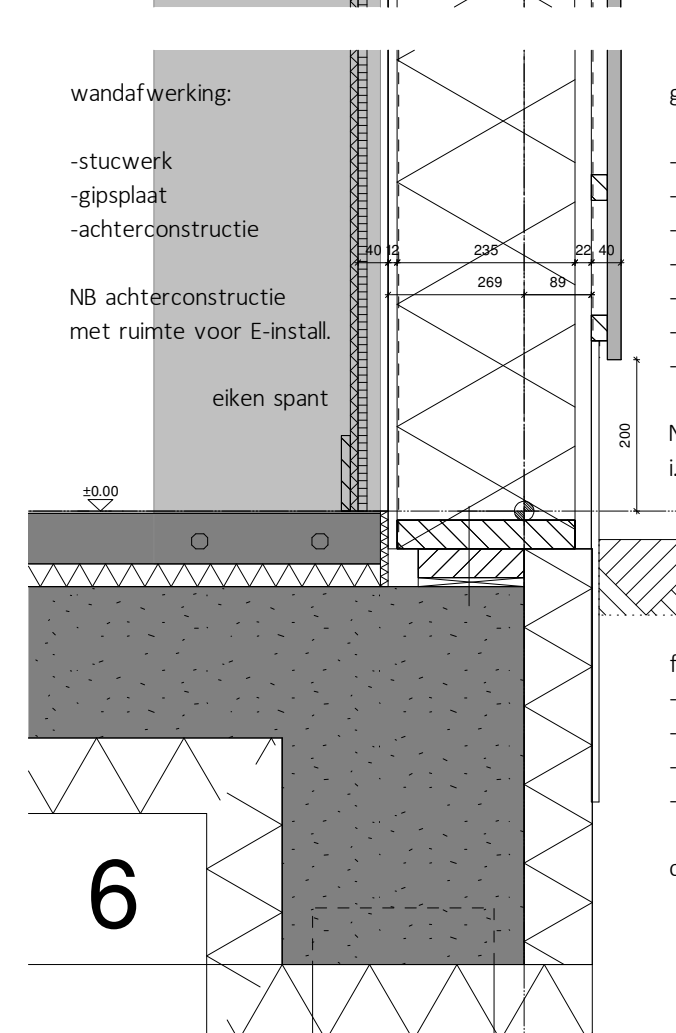 wandafwerking:
-stucwerk
-gipsplaat
-achterconstructie
NB achterconstructie
met ruimte voor E-install.
eiken spant
40 12 235 22 40
269 89
200
±0.00
6